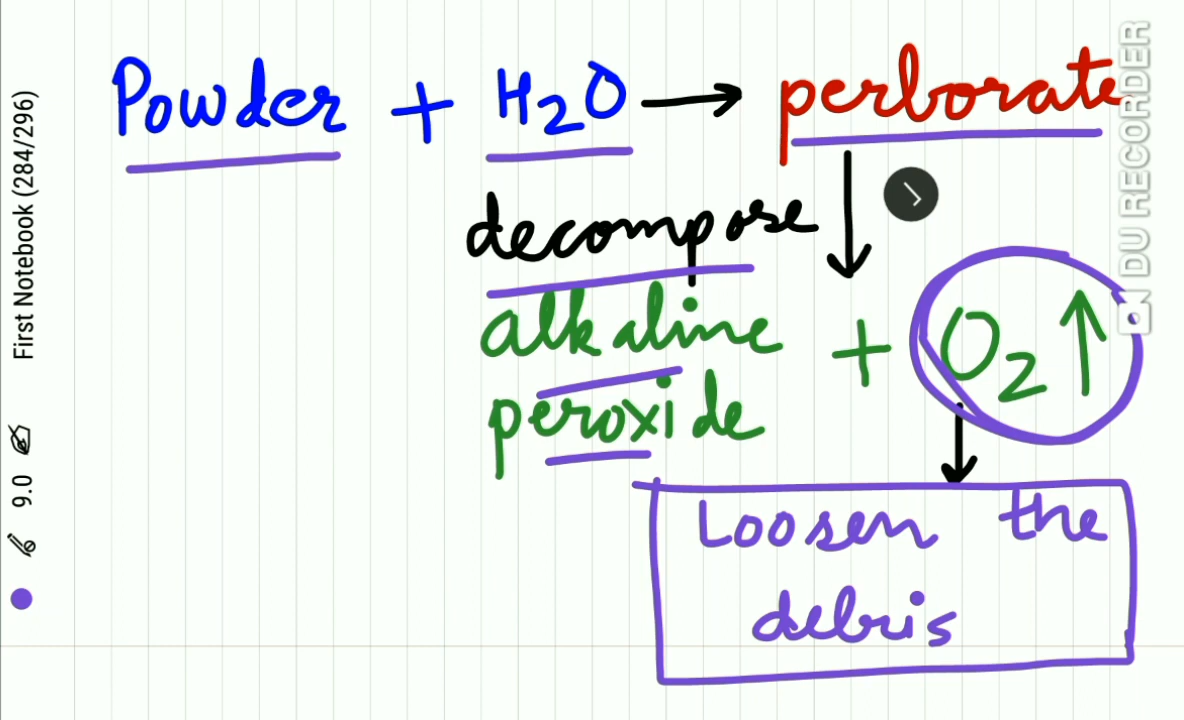 Powder + H2O → perborate
decompose ↓
alkaline + O2 ↑
peroxide ↓
Loosen the
debris
First Notebook (284/296)
9.0
DU RECORDER